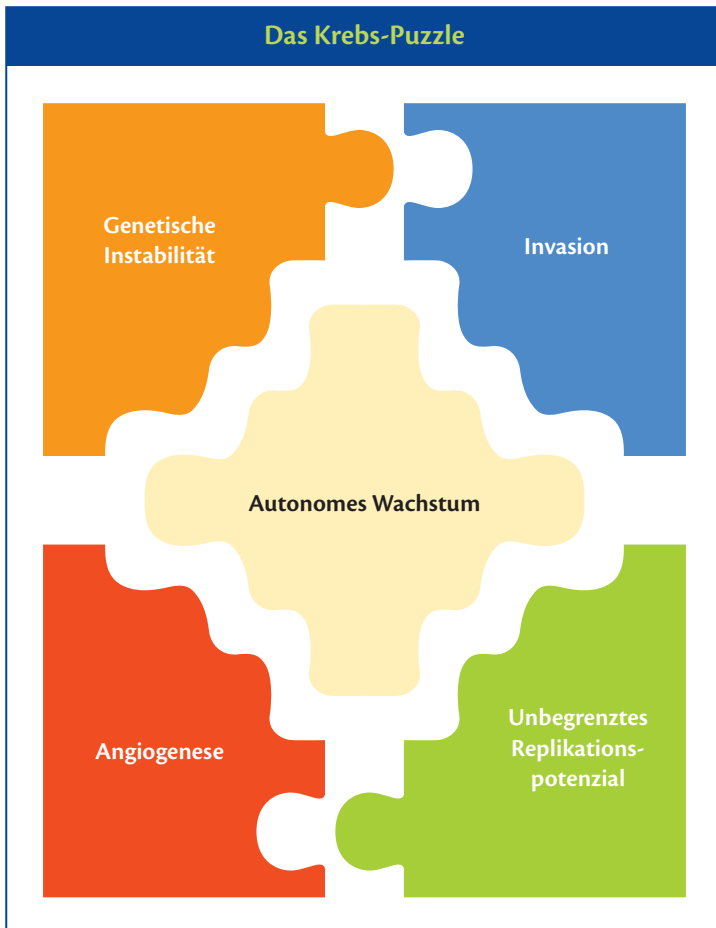 Das Krebs-Puzzle
Genetische
Instabilität
Invasion
Autonomes Wachstum
Angiogenese
Unbegrenztes
Replikations-
potenzial